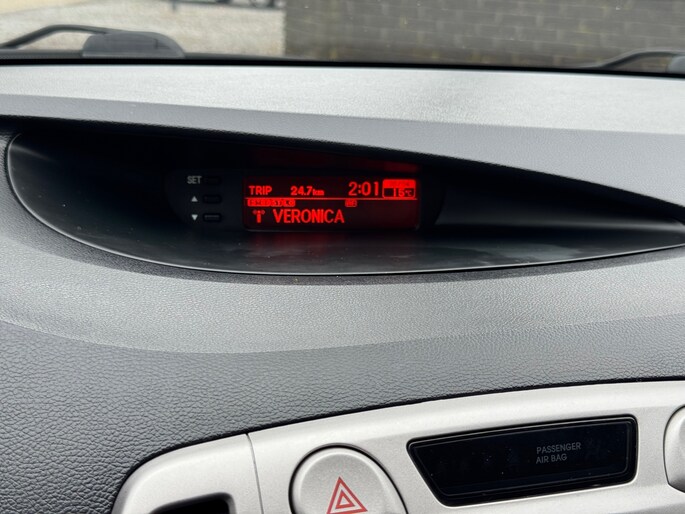 SET
TRIP 24.7km 2:01
"I" VERONICA
PASSENGER
AIR BAG